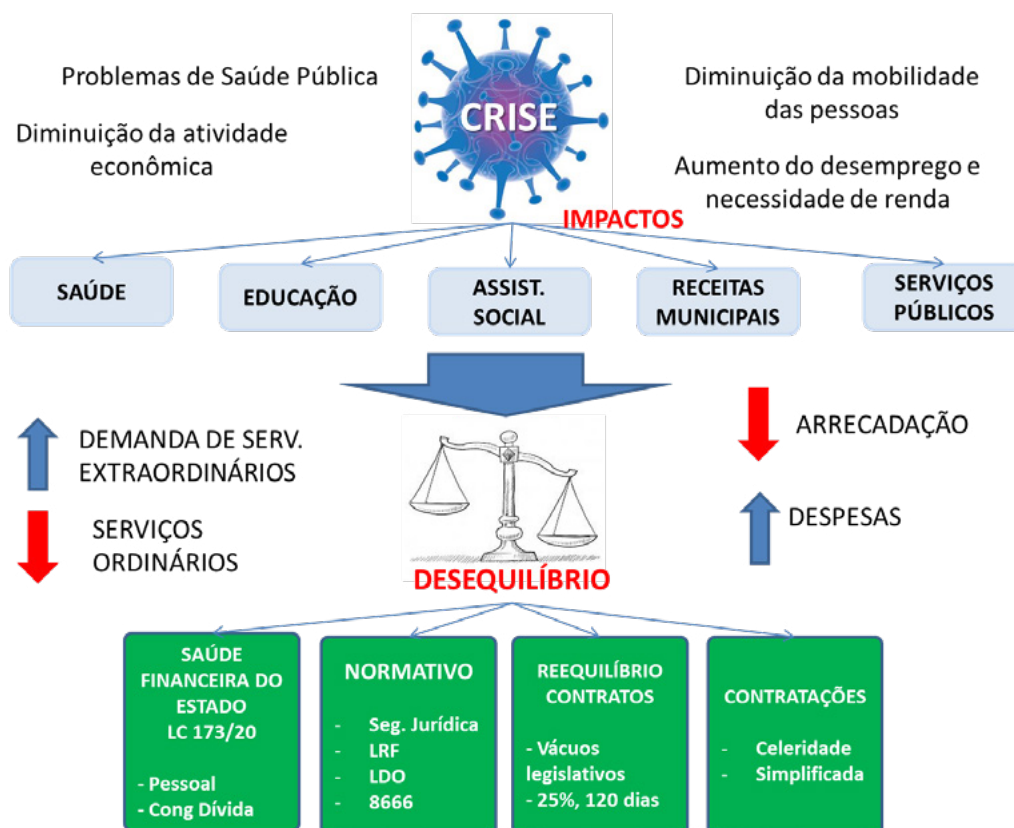 Problemas de Saúde Pública
Diminuição da atividade
econômica
CRISE
Diminuição da mobilidade
das pessoas
Aumento do desemprego e
necessidade de renda
IMPACTOS
SAÚDE
EDUCAÇÃO
ASSIST.
SOCIAL
RECEITAS
MUNICIPAIS
SERVIÇOS
PÚBLICOS
DEMANDA DE SERV.
EXTRAORDINÁRIOS
SERVIÇOS
ORDINÁRIOS
ARRECADAÇÃO
DESPESAS
DESEQUILÍBRIO
SAÚDE
FINANCEIRA DO
ESTADO
LC 173/20
- Pessoal
- Cong Dívida
NORMATIVO
- Seg. Jurídica
- LRF
- LDO
- 8666
REEQUILÍBRIO
CONTRATOS
- Vácuos
legislativos
- 25%, 120 dias
CONTRATAÇÕES
- Celeridade
- Simplificada